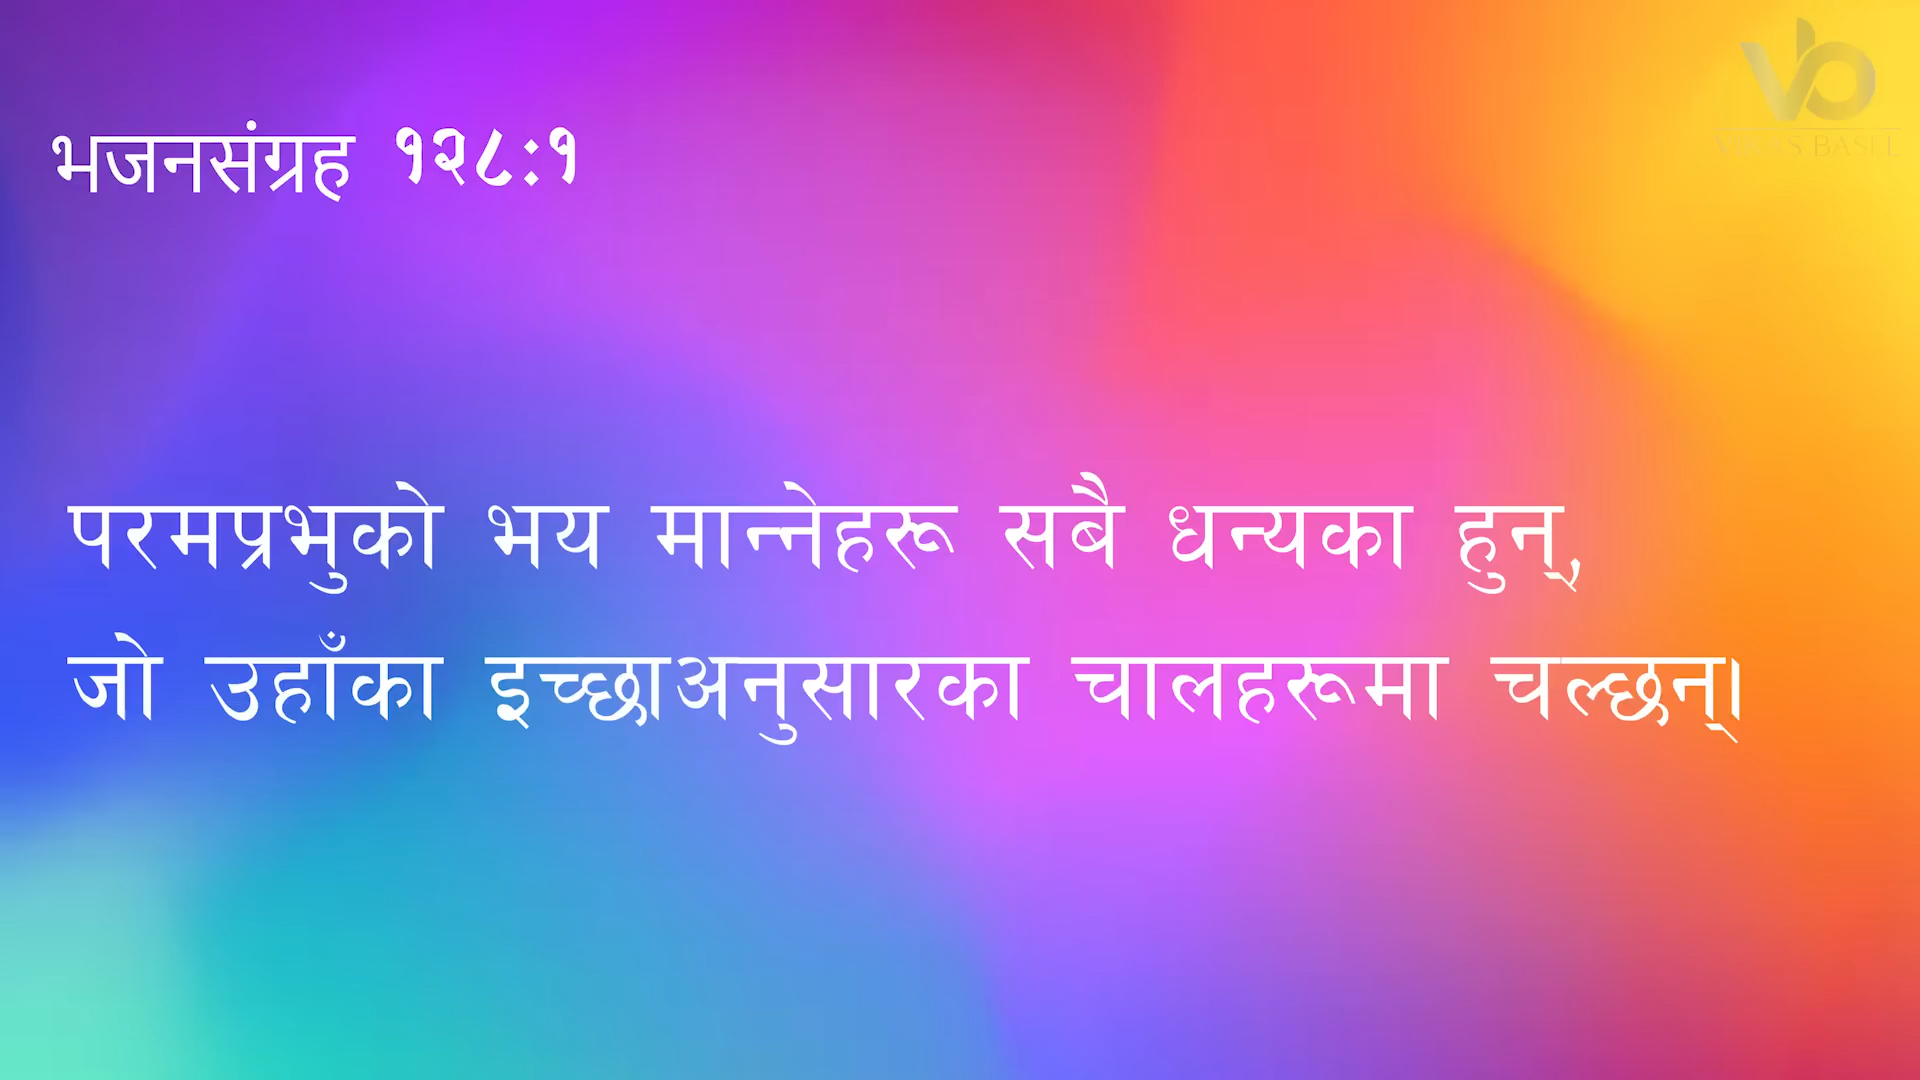 भजनसंग्रह १२८:१
परमप्रभुको भय मान्नेहरू सबै धन्यका हुन्,
जो उहाँका इच्छाअनुसारका चालहरूमा चल्छन्।